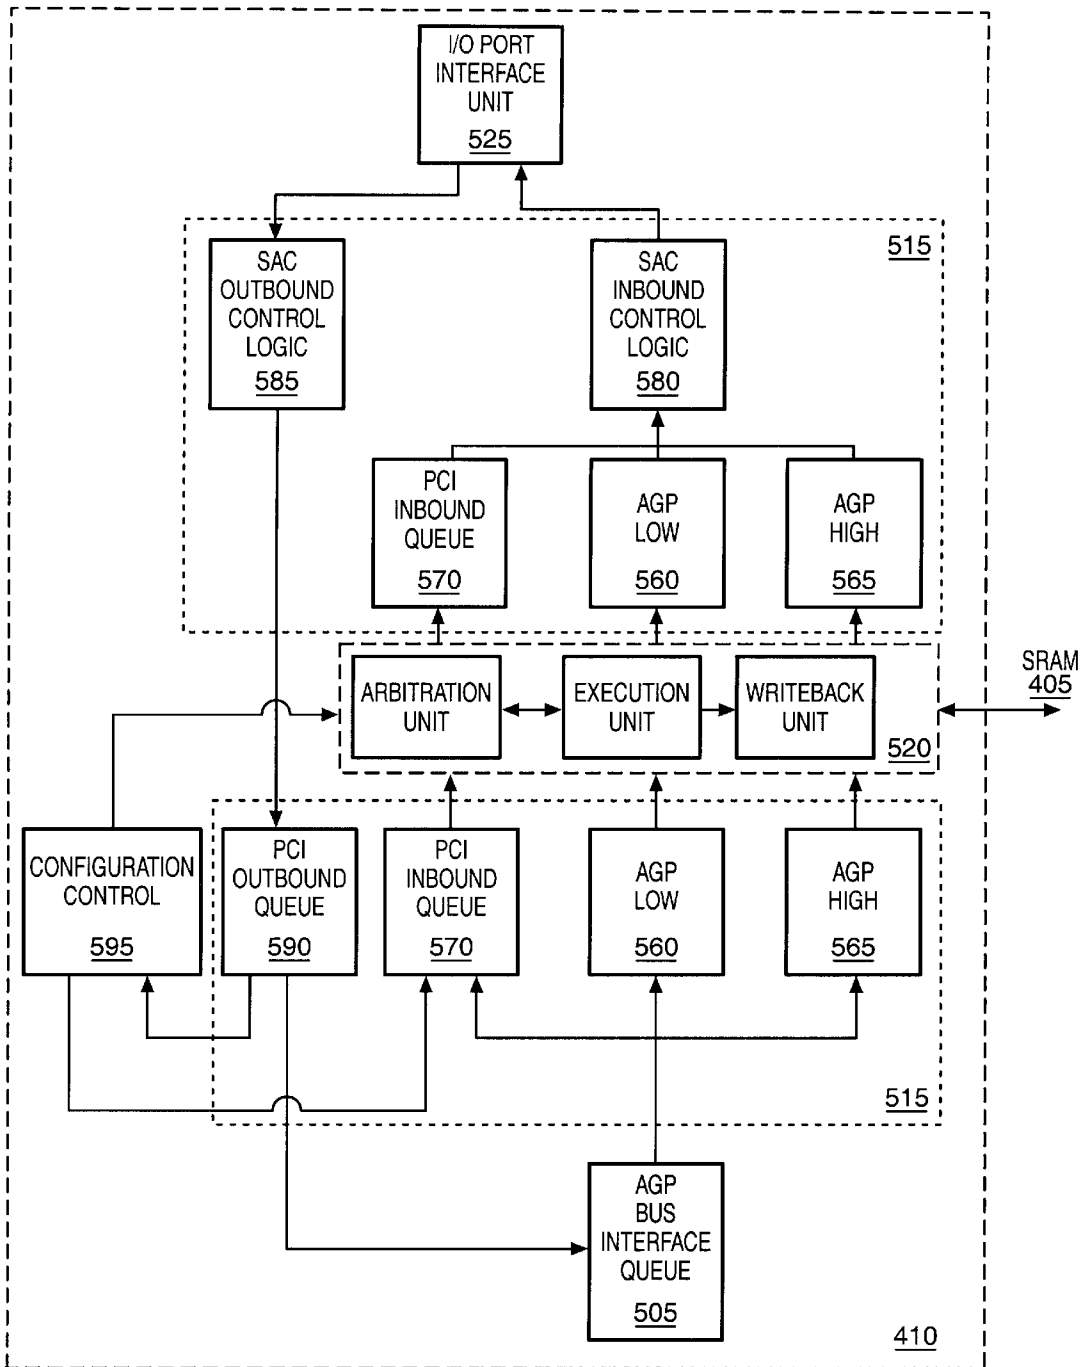 I/O PORT
INTERFACE
UNIT
525
515
SAC
OUTBOUND
CONTROL
LOGIC
585
SAC
INBOUND
CONTROL
LOGIC
580
PCI
INBOUND
QUEUE
570
AGP
LOW
560
AGP
HIGH
565
ARBITRATION
UNIT
EXECUTION
UNIT
WRITEBACK
UNIT
520
SRAM
405
CONFIGURATION
CONTROL
595
PCI
OUTBOUND
QUEUE
590
PCI
INBOUND
QUEUE
570
AGP
LOW
560
AGP
HIGH
565
515
AGP
BUS
INTERFACE
QUEUE
505
410